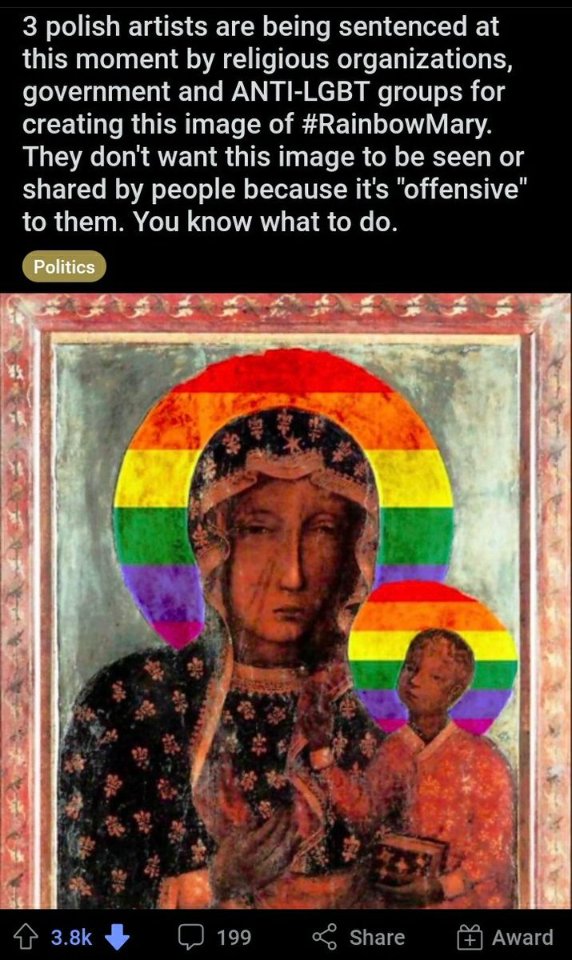 3 polish artists are being sentenced at
this moment by religious organizations,
government and ANTI-LGBT groups for
creating this image of #RainbowMary.
They don't want this image to be seen or
shared by people because it's "offensive"
to them. You know what to do.
Politics
3.8k 199 Share Award